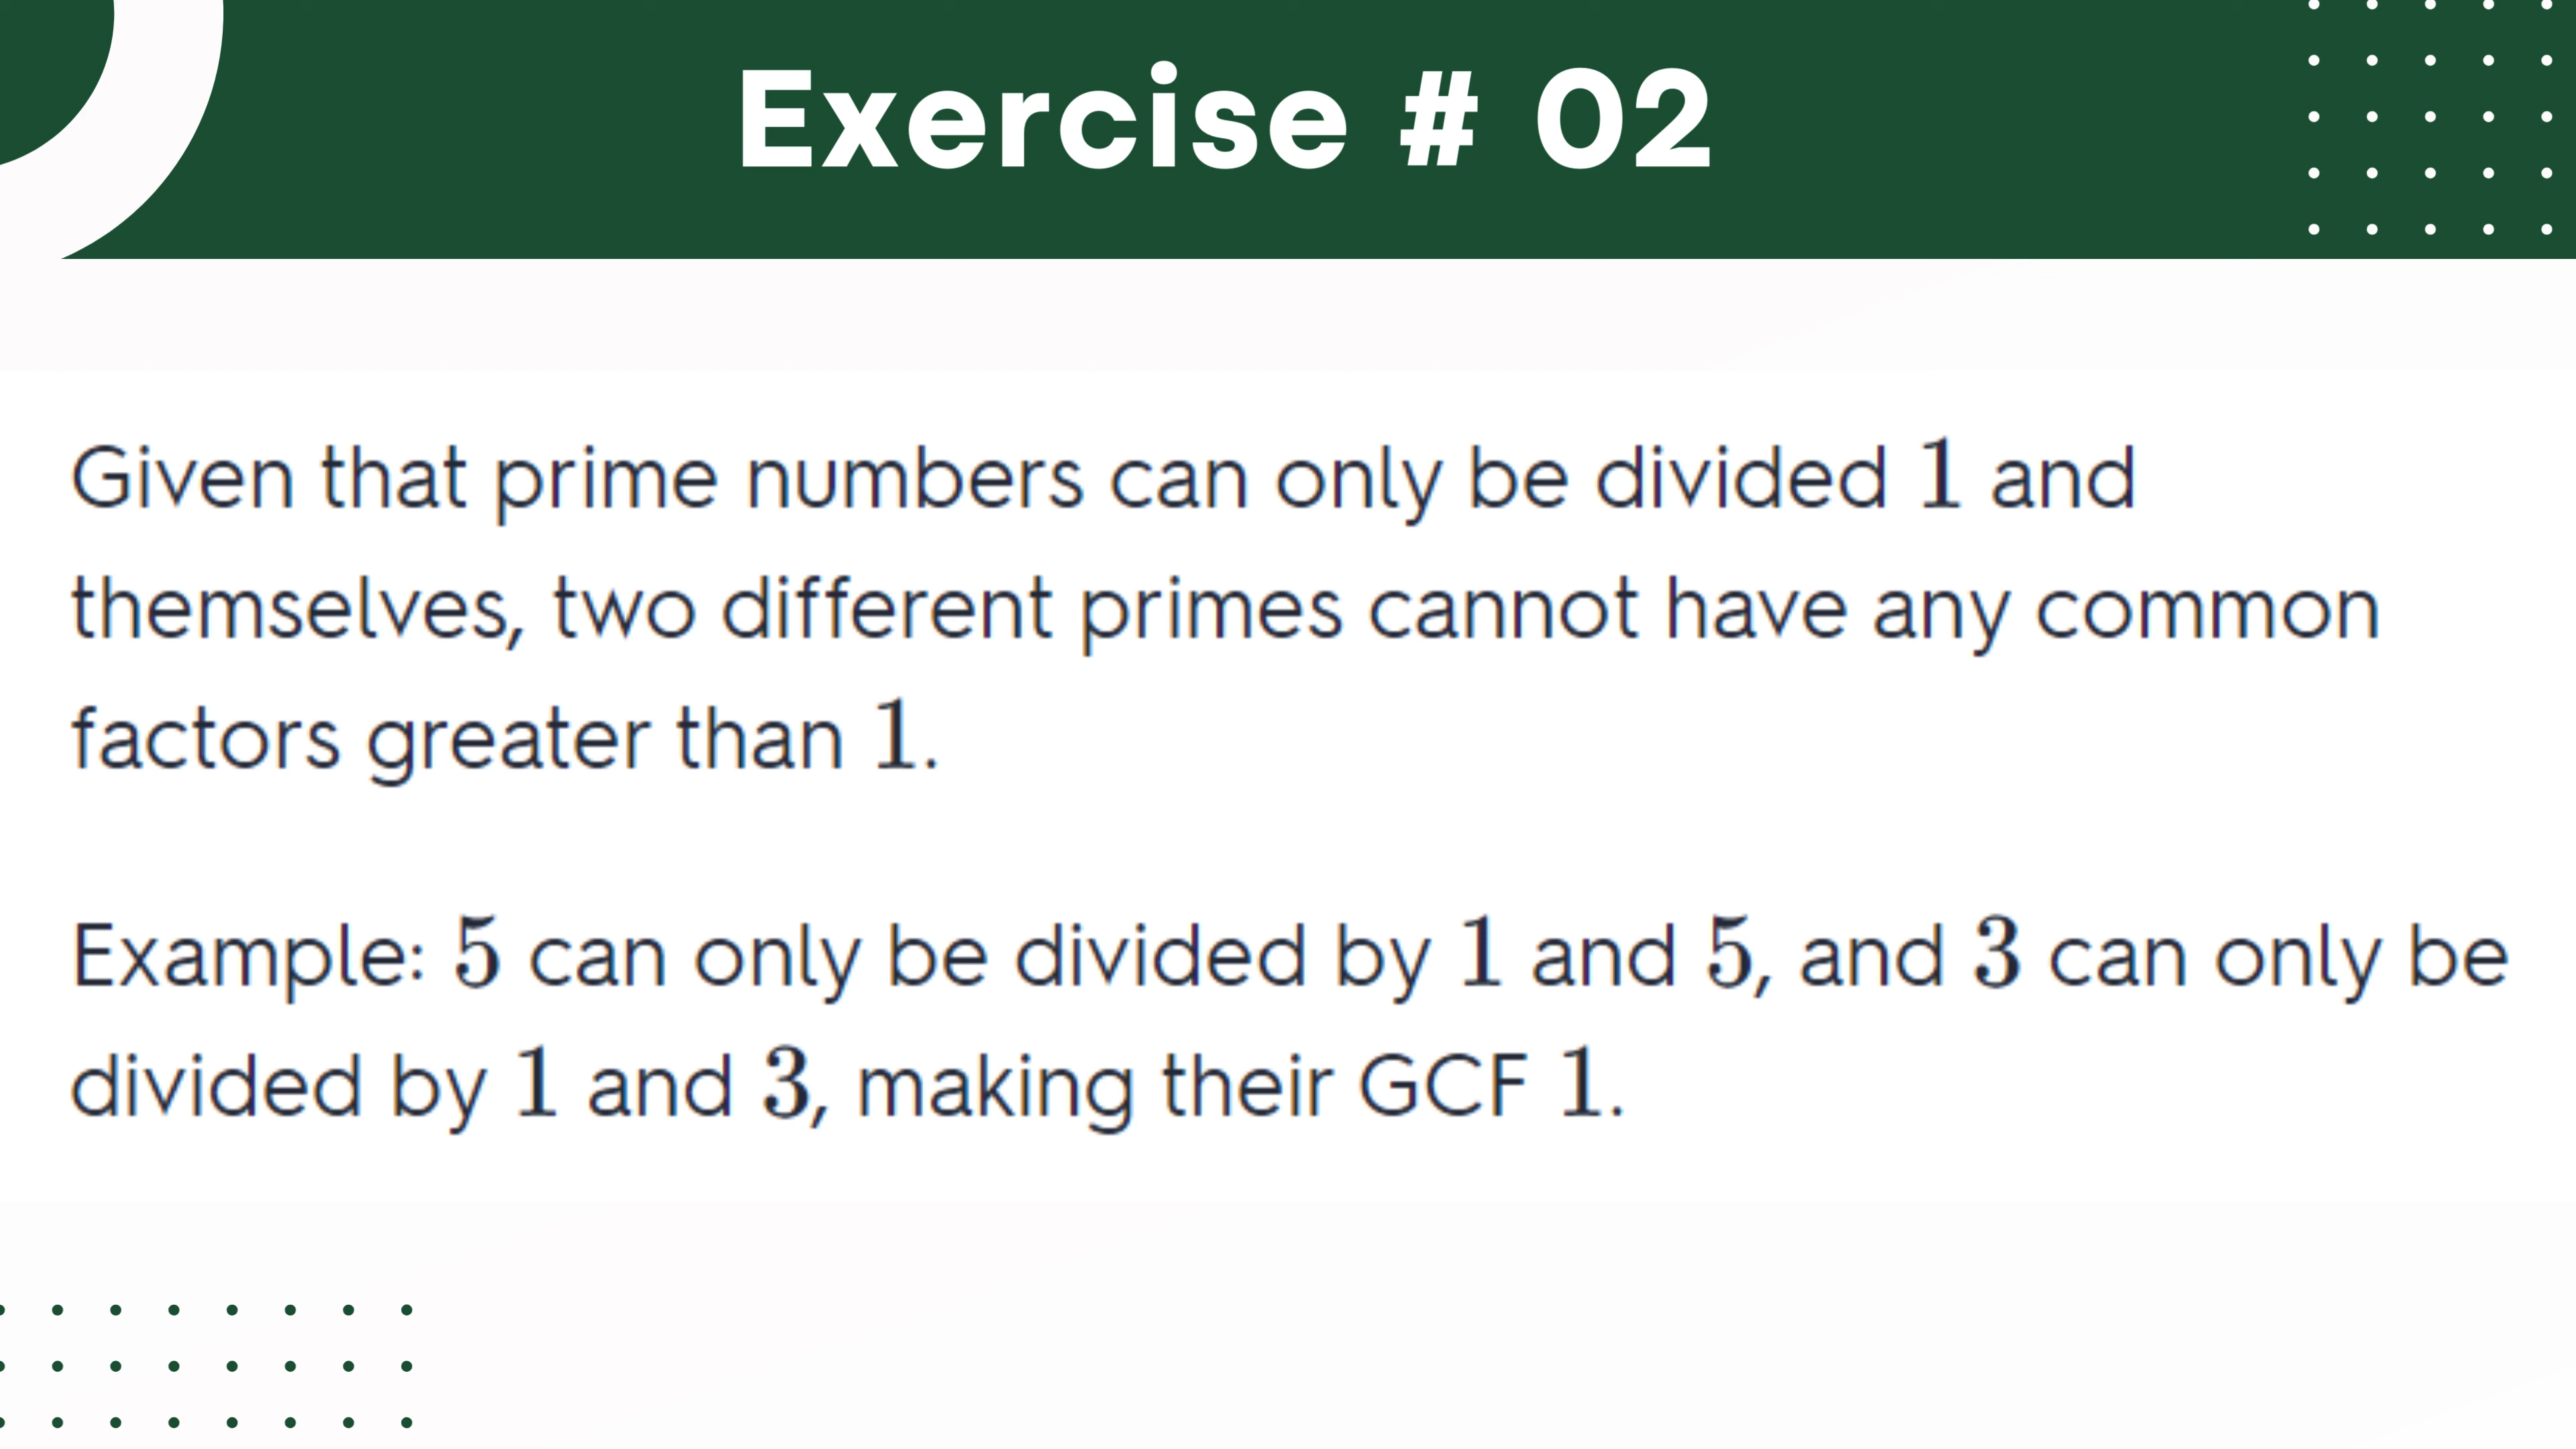 Exercise # 02
Given that prime numbers can only be divided 1 and
themselves, two different primes cannot have any common
factors greater than 1.
Example: 5 can only be divided by 1 and 5, and 3 can only be
divided by 1 and 3, making their GCF 1.